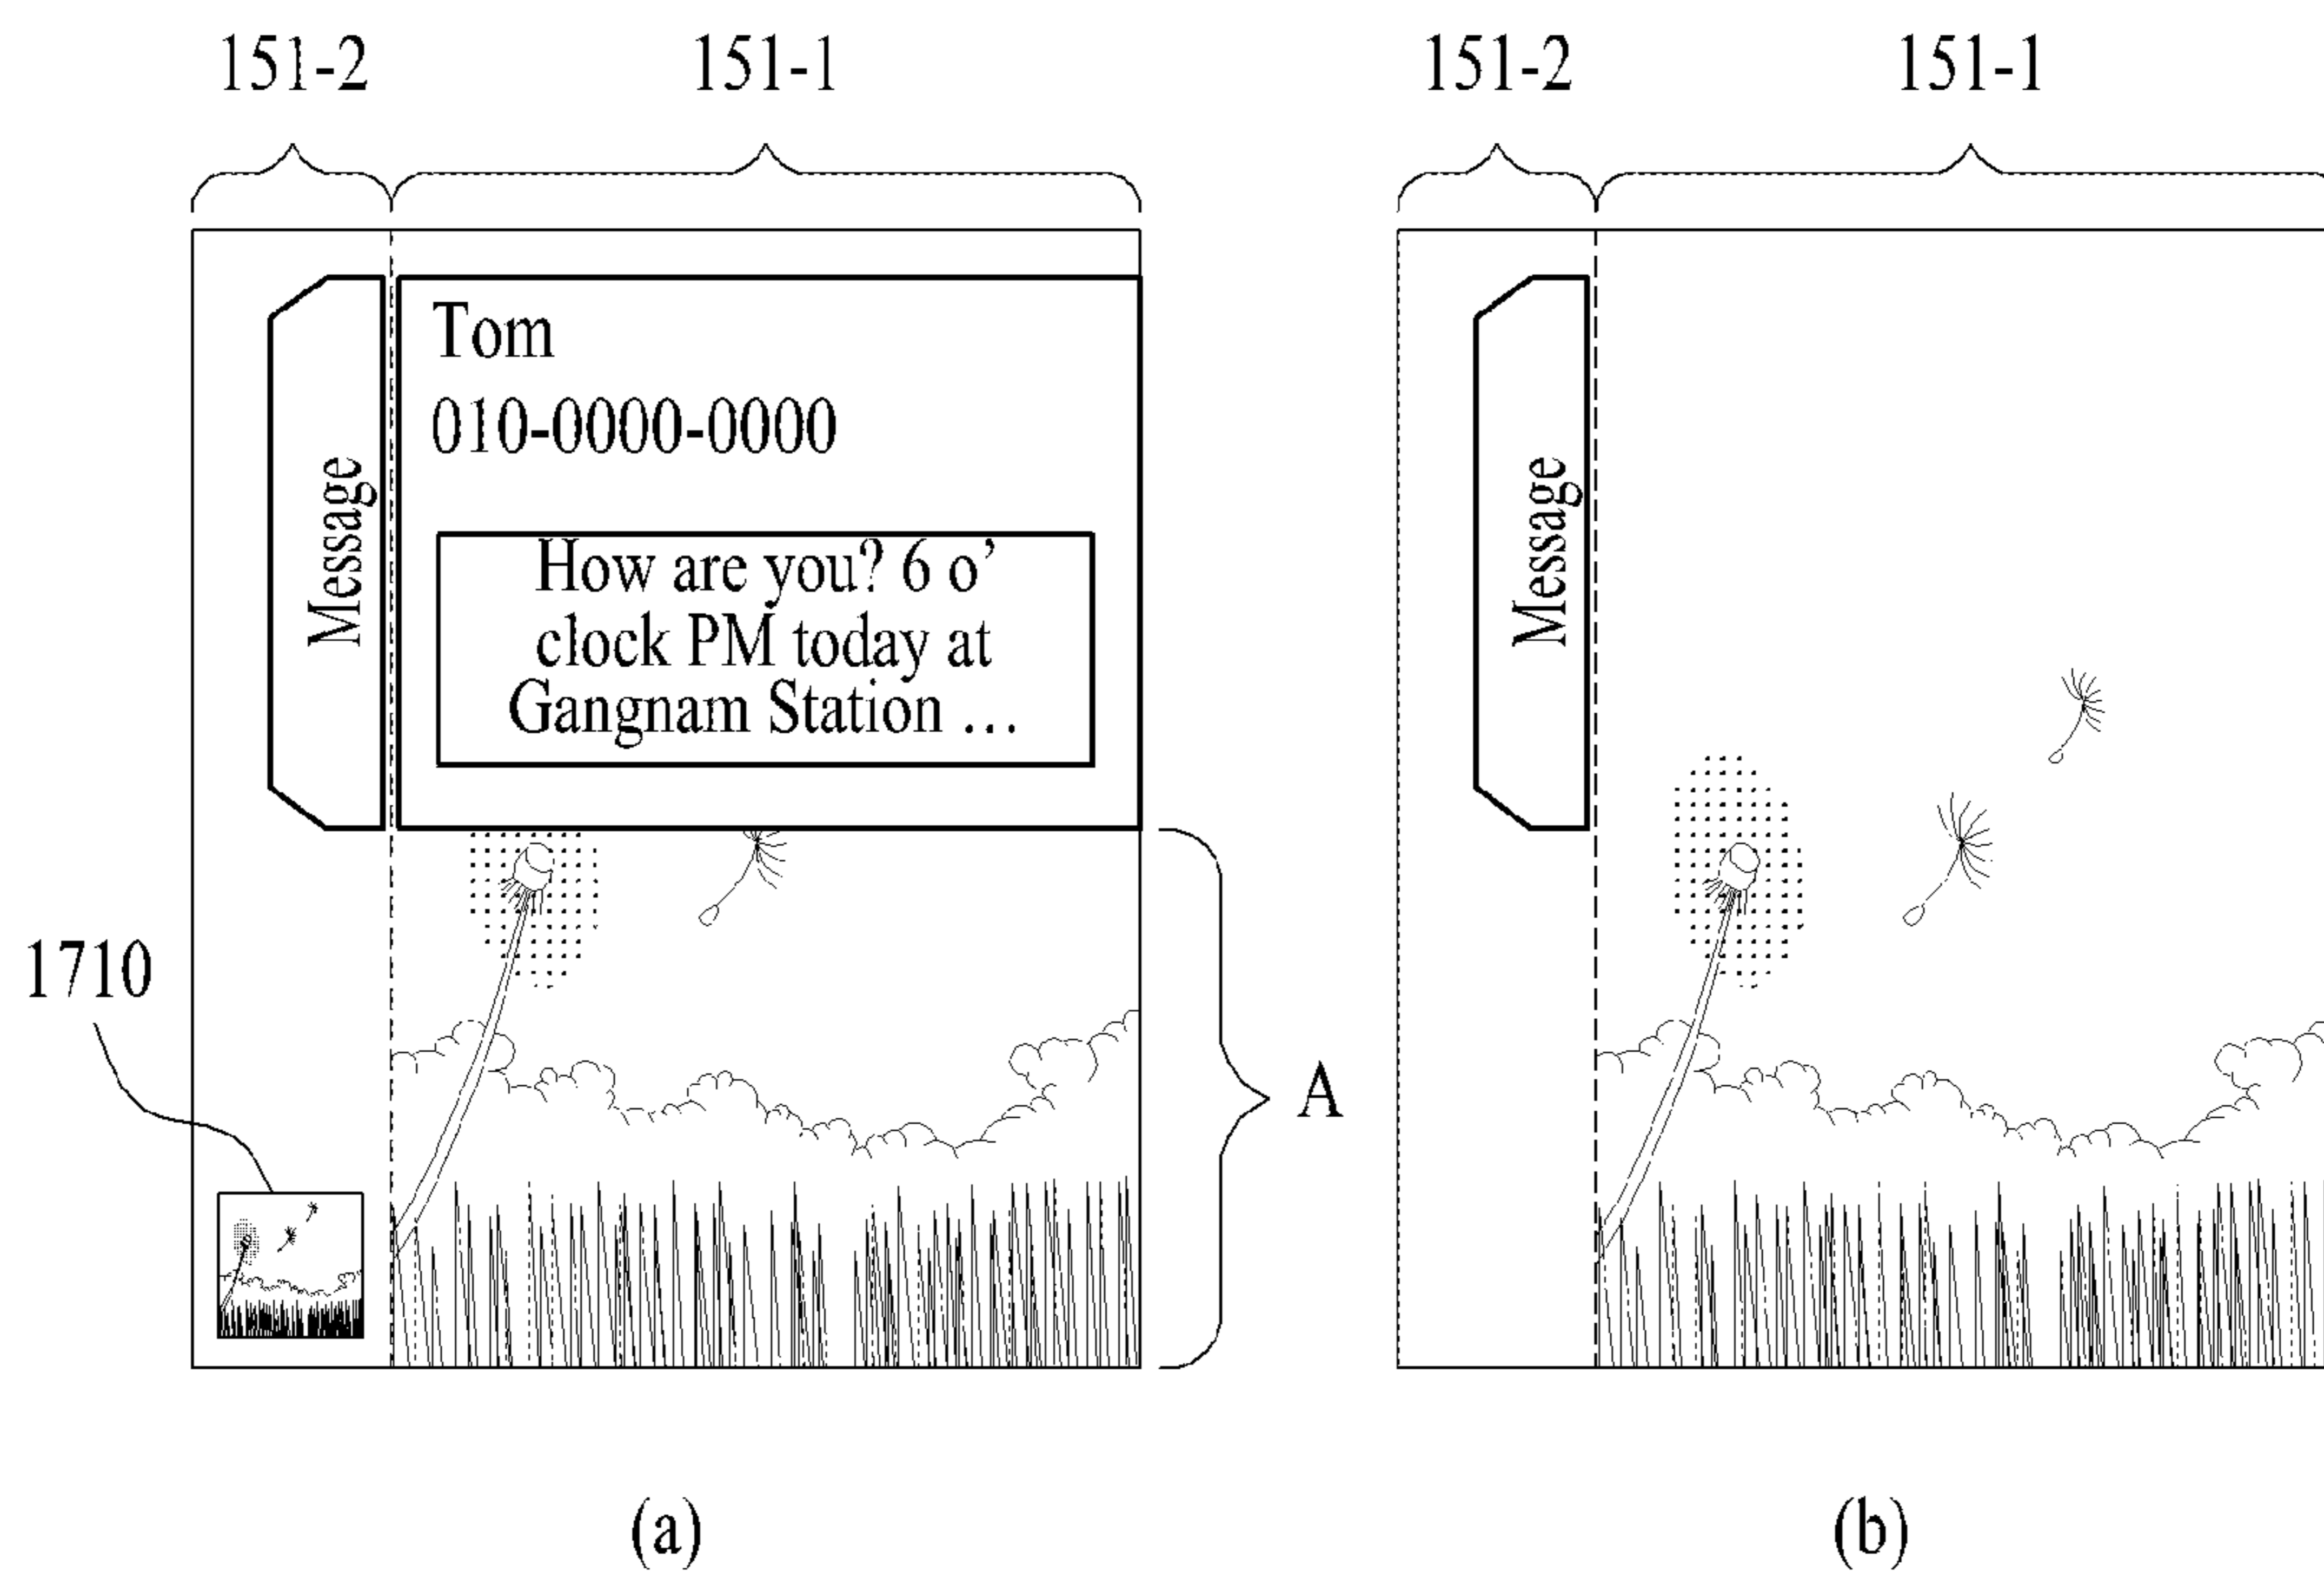 151-2
151-1
151-2
151-1
Message
Tom
010-0000-0000
How are you? 6 o’
clock PM today at
Gangnam Station …
Message
1710
A
(a)
(b)